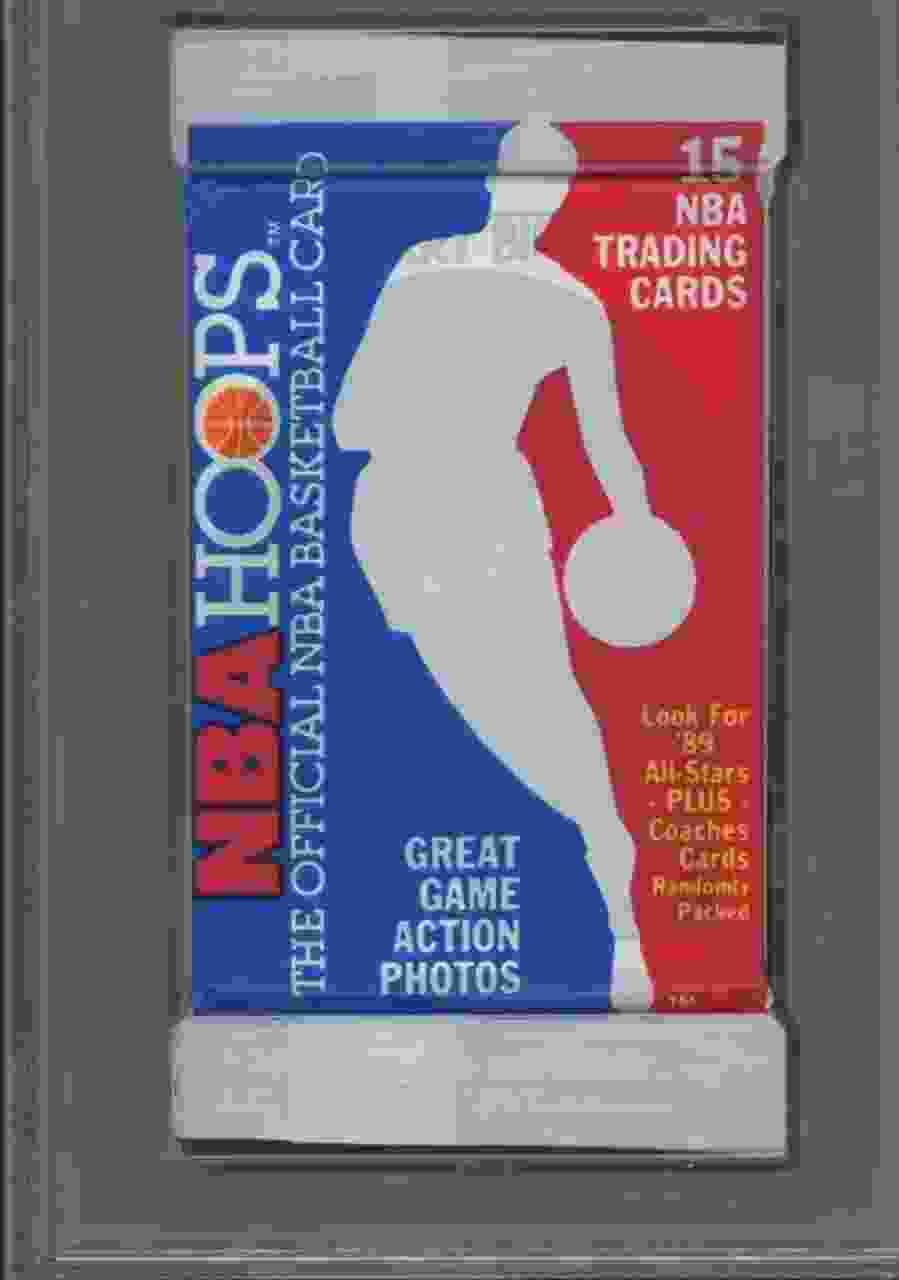 15
NBA
TRADING
CARDS
NBA HOOPS™
THE OFFICIAL NBA BASKETBALL CARD
Look For
'89
All-Stars
- PLUS -
Coaches
Cards
Randomly
Packed
GREAT
GAME
ACTION
PHOTOS